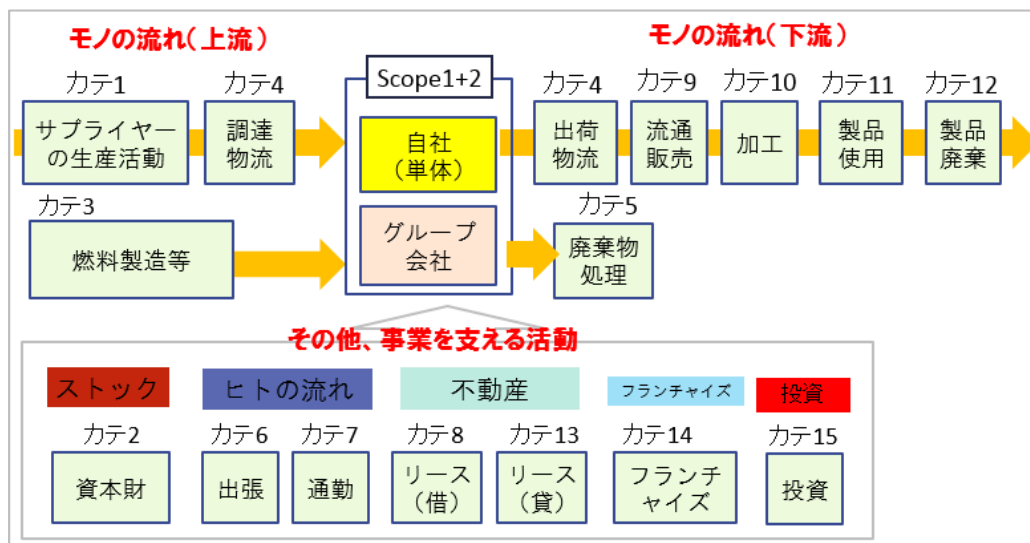 モノの流れ(上流)
モノの流れ(下流)
カテ1
カテ4
Scope1+2
カテ4
カテ9
カテ10
カテ11
カテ12
サプライヤー
の生産活動
調達
物流
自社
(単体)
出荷
物流
流通
販売
加工
製品
使用
製品
廃棄
カテ3
燃料製造等
グループ
会社
カテ5
廃棄物
処理
その他、事業を支える活動
ストック
ヒトの流れ
不動産
フランチャイズ
投資
カテ2
カテ6
カテ7
カテ8
カテ13
カテ14
カテ15
資本財
出張
通勤
リース
(借)
リース
(貸)
フランチ
ャイズ
投資